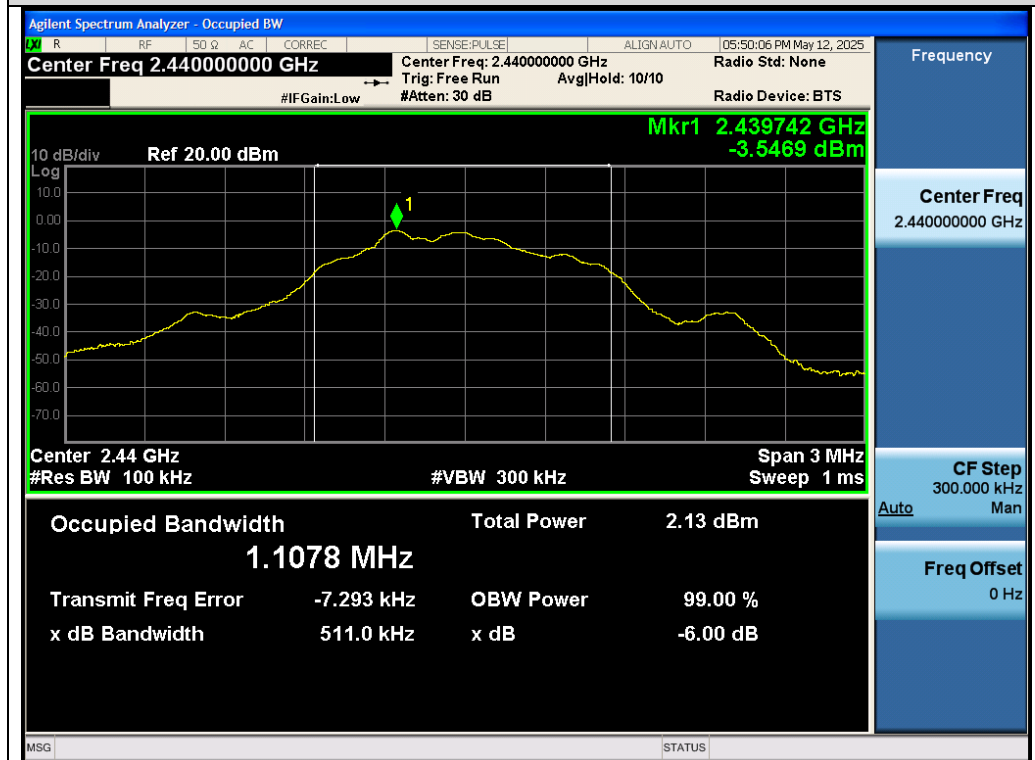 Agilent Spectrum Analyzer - Occupied BW
LXI R RF 50 Ω AC CORREC SENSE:PULSE ALIGN AUTO 05:50:06 PM May 12, 2025
Center Freq 2.440000000 GHz
Center Freq: 2.440000000 GHz
Radio Std: None
Trig: Free Run Avg|Hold: 10/10
#IFGain:Low
#Atten: 30 dB
Radio Device: BTS
Frequency
Mkr1 2.439742 GHz
-3.5469 dBm
10 dB/div Ref 20.00 dBm
Log
10.0
1
0.00
-10.0
-20.0
-30.0
-40.0
-50.0
-60.0
-70.0
Center 2.44 GHz
Span 3 MHz
#Res BW 100 kHz
#VBW 300 kHz
Sweep 1 ms
Center Freq
2.440000000 GHz
CF Step
300.000 kHz
Auto Man
Freq Offset
0 Hz
Occupied Bandwidth
Total Power 2.13 dBm
1.1078 MHz
Transmit Freq Error -7.293 kHz
OBW Power 99.00 %
x dB Bandwidth 511.0 kHz
x dB -6.00 dB
MSG
STATUS